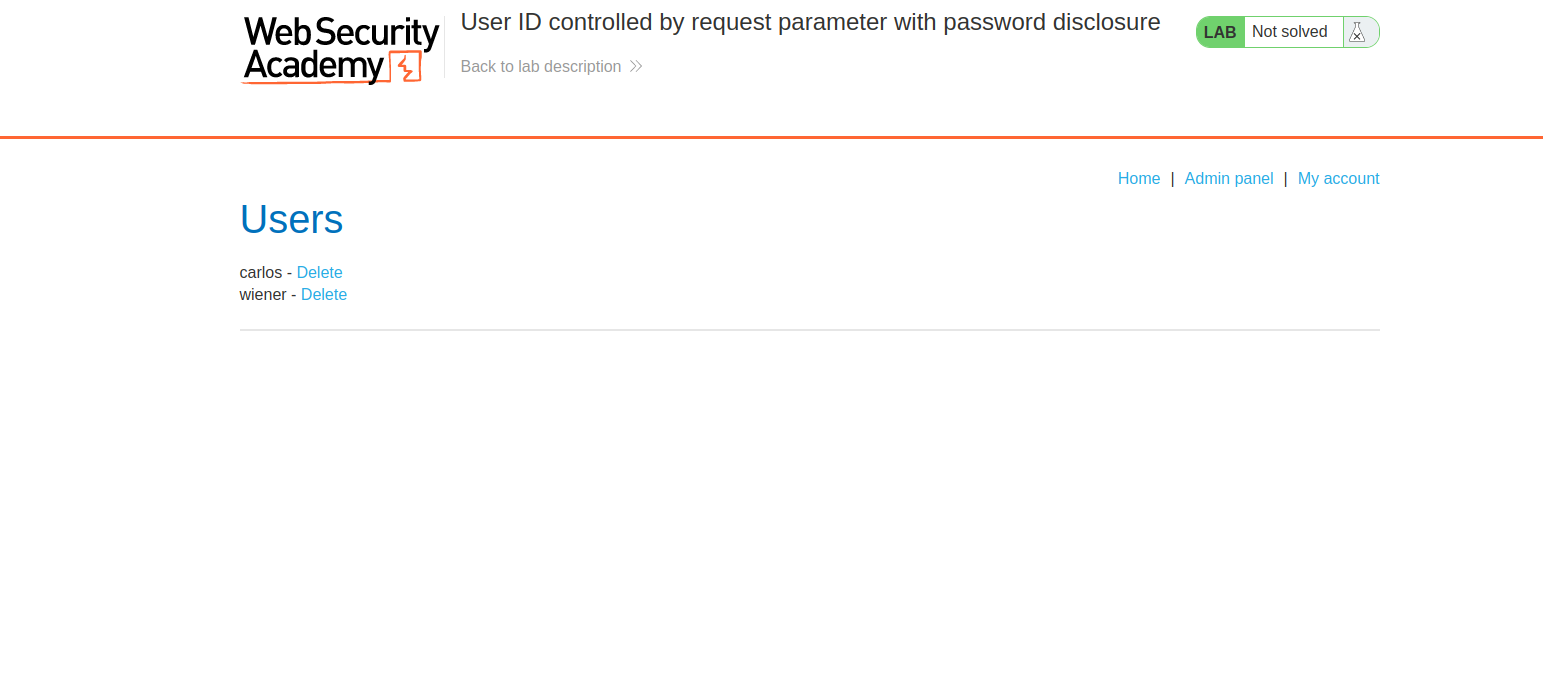 Web Security
Academy
User ID controlled by request parameter with password disclosure
Back to lab description
LAB Not solved
Home | Admin panel | My account
Users
carlos - Delete
wiener - Delete